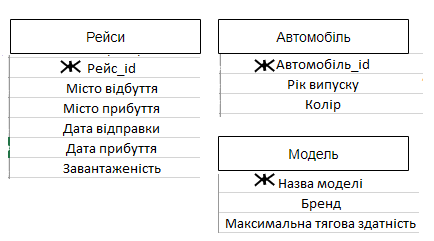 Рейси
Рейс_id
Місто відбуття
Місто прибуття
Дата відправки
Дата прибуття
Завантаженість
Автомобіль
Автомобіль_id
Рік випуску
Колір
Модель
Назва моделі
Бренд
Максимальна тягова здатність